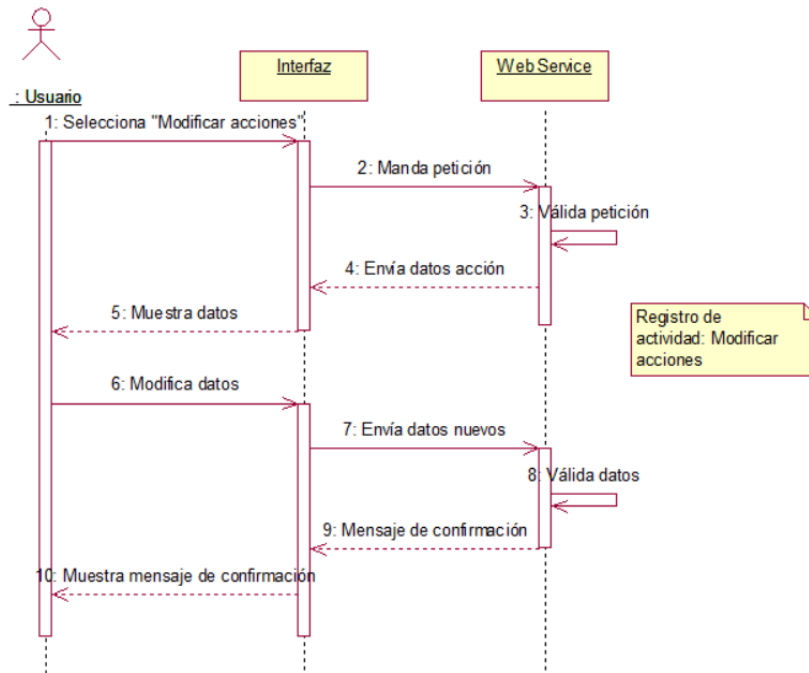 : Usuario
Interfaz
Web Service
1: Selecciona "Modificar acciones"
2: Manda petición
3: Válida petición
4: Envía datos acción
5: Muestra datos
Registro de
actividad: Modificar
acciones
6: Modifica datos
7: Envía datos nuevos
8: Válida datos
9: Mensaje de confirmación
10: Muestra mensaje de confirmación